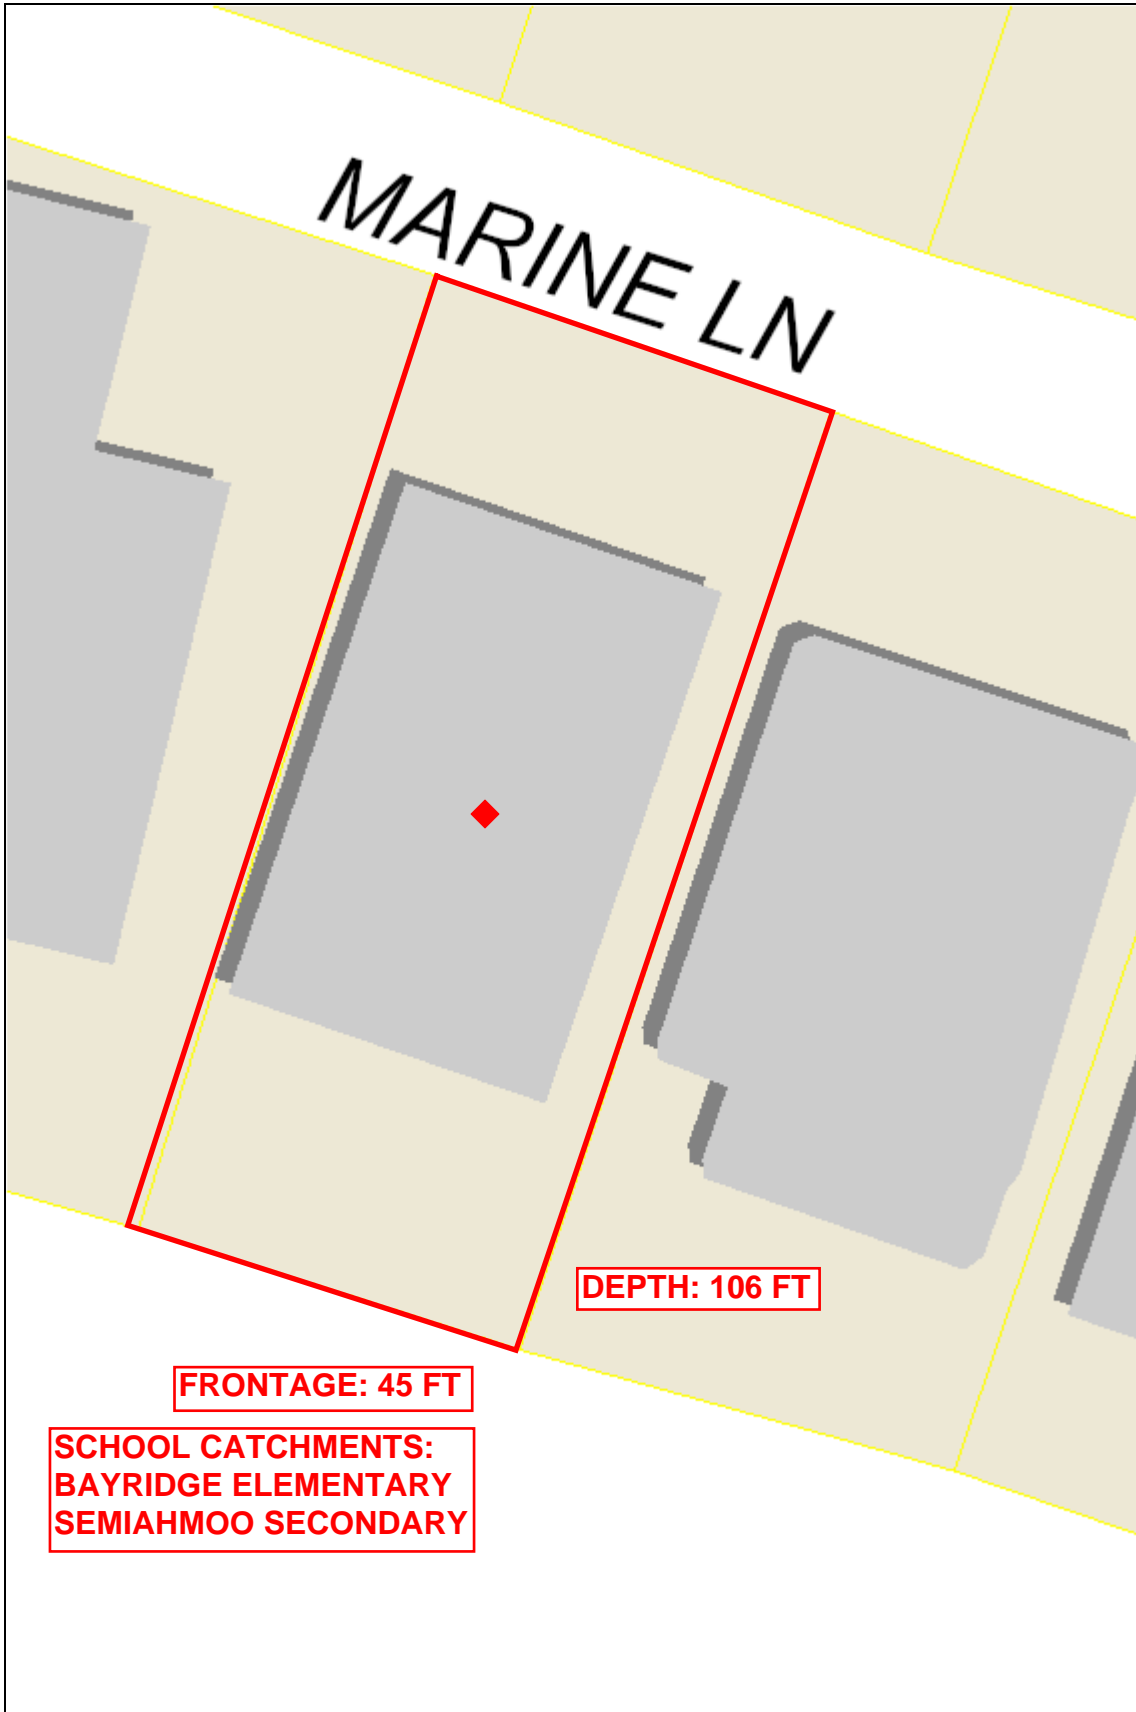 MARINE LN
DEPTH: 106 FT
FRONTAGE: 45 FT
SCHOOL CATCHMENTS:
BAYRIDGE ELEMENTARY
SEMIAHMOO SECONDARY